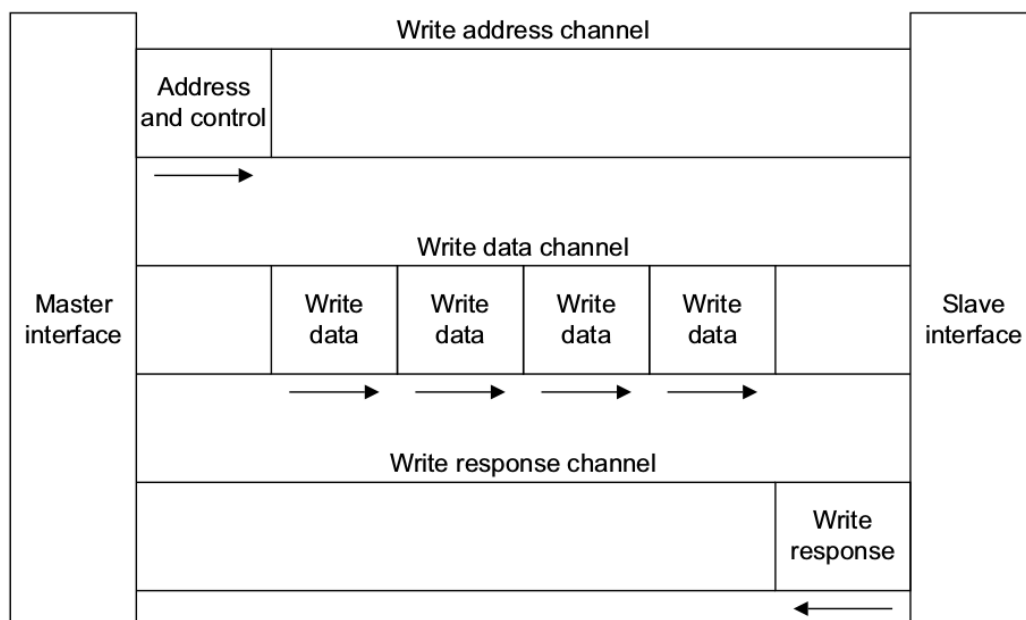 Write address channel
Address
and control
Write data channel
Master
interface
Write
data
Write
data
Write
data
Write
data
Slave
interface
Write response channel
Write
response